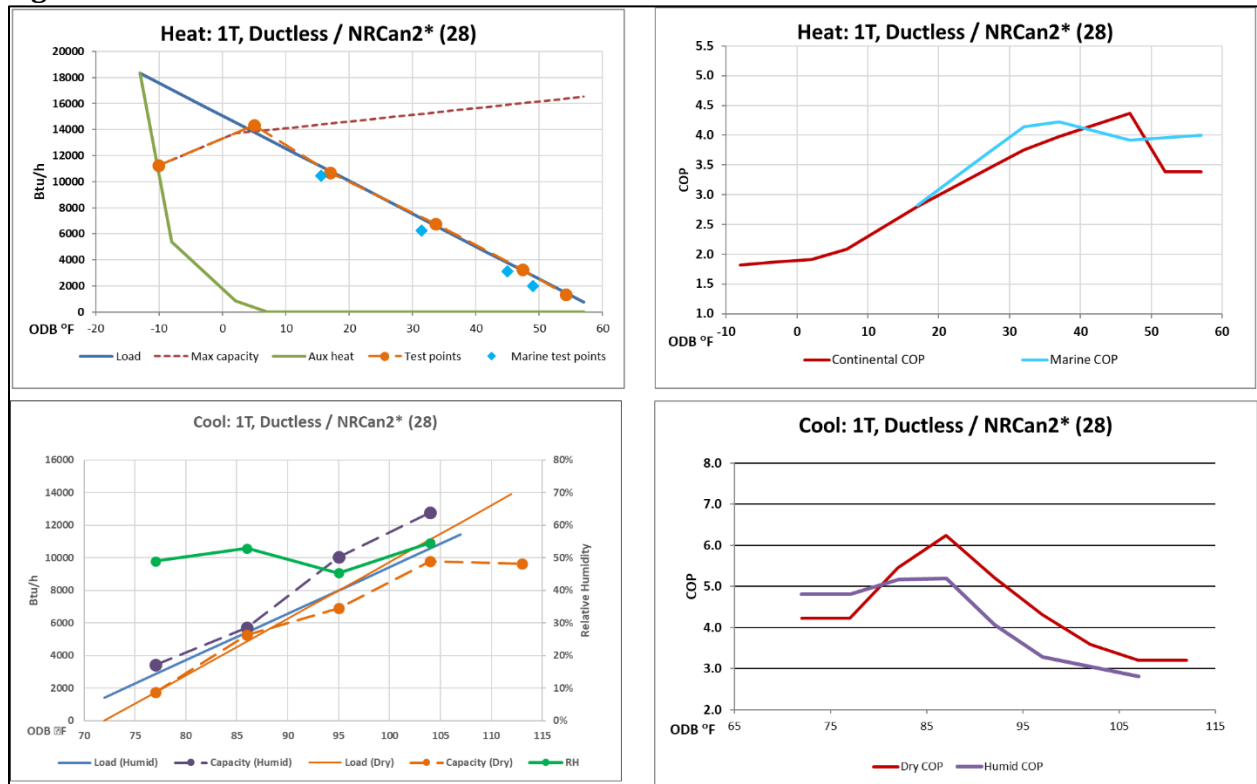 Heat: 1T, Ductless / NRCan2* (28)
20000
18000
16000
14000
12000
10000
8000
6000
4000
2000
0
Btu/h
-20 -10 0 10 20 30 40 50 60
ODB ºF
Load Max capacity Aux heat Test points Marine test points
Heat: 1T, Ductless / NRCan2* (28)
5.5
5.0
4.5
4.0
3.5
3.0
2.5
2.0
1.5
1.0
COP
-10 0 10 20 30 40 50 60
ODB ºF
Continental COP Marine COP
Cool: 1T, Ductless / NRCan2* (28)
16000
14000
12000
10000
8000
6000
4000
2000
0
Btu/h
80%
70%
60%
50%
40%
30%
20%
10%
0%
Relative Humidity
70 75 80 85 90 95 100 105 110 115
ODB F
Load (Humid) Capacity (Humid) Load (Dry) Capacity (Dry) RH
Cool: 1T, Ductless / NRCan2* (28)
8.0
7.0
6.0
5.0
4.0
3.0
2.0
COP
65 75 85 95 105 115
ODB ºF
Dry COP Humid COP